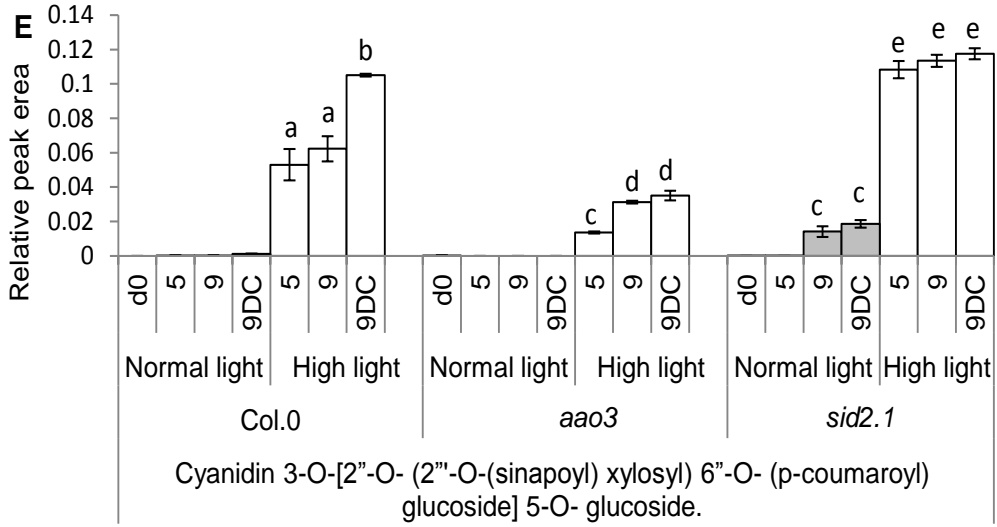 E
Relative peak erea
0.14
0.12
0.1
0.08
0.06
0.04
0.02
0
a a b c d d c c e e e
d0 5 9 9DC 5 9 9DC d0 5 9 9DC 5 9 9DC d0 5 9 9DC 5 9 9DC
Normal light High light Normal light High light Normal light High light
Col.0 aao3 sid2.1
Cyanidin 3-O-[2”-O- (2”'-O-(sinapoyl) xylosyl) 6”-O- (p-coumaroyl)
glucoside] 5-O- glucoside.